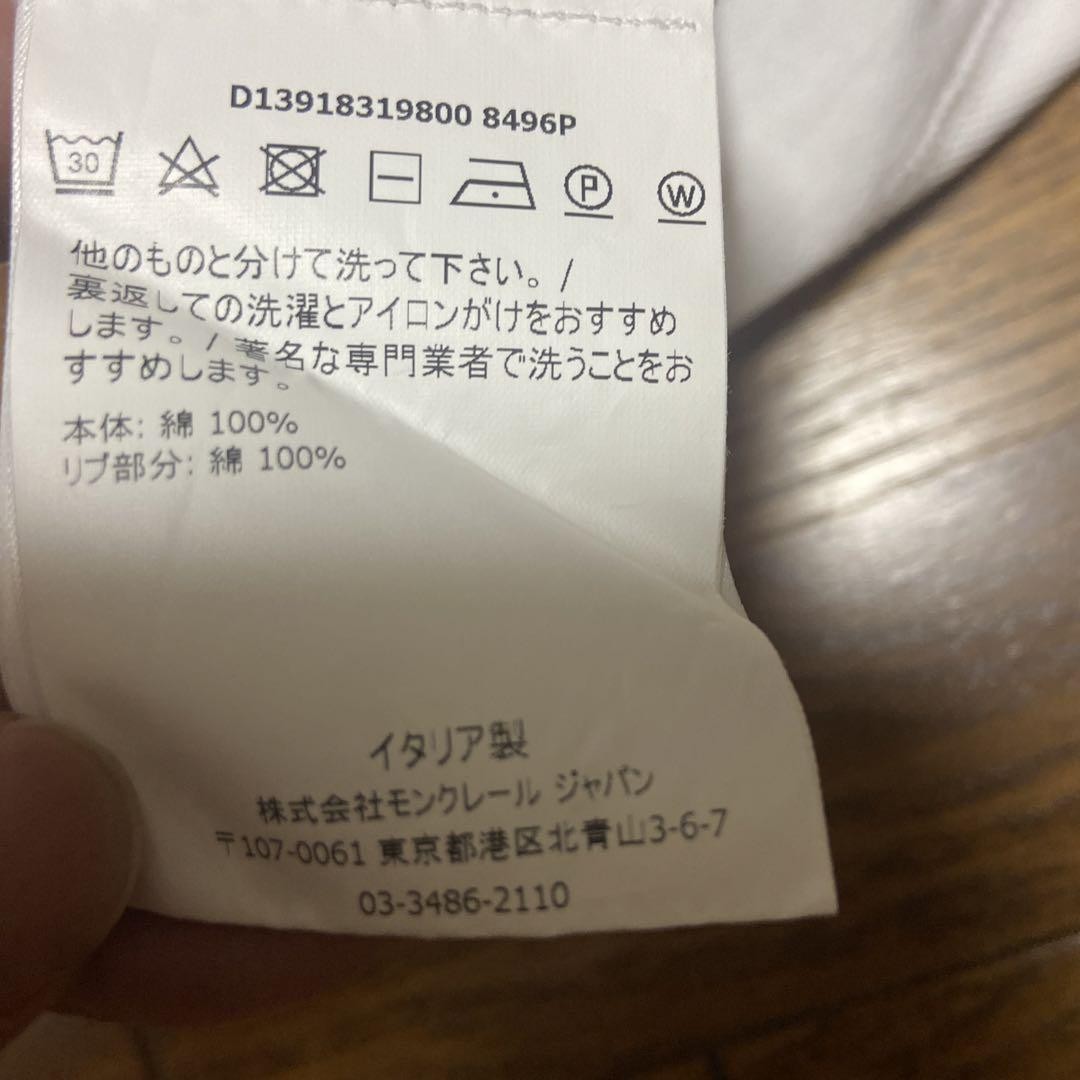 D13918319800 8496P
30
P
W
他のものと分けて洗って下さい。/
裏返しての洗濯とアイロンがけをおすすめ
します。/ 著名な専門業者で洗うことをお
すすめします。
本体: 綿 100%
リブ部分: 綿 100%
イタリア製
株式会社モンクレール ジャパン
〒107-0061 東京都港区北青山3-6-7
03-3486-2110